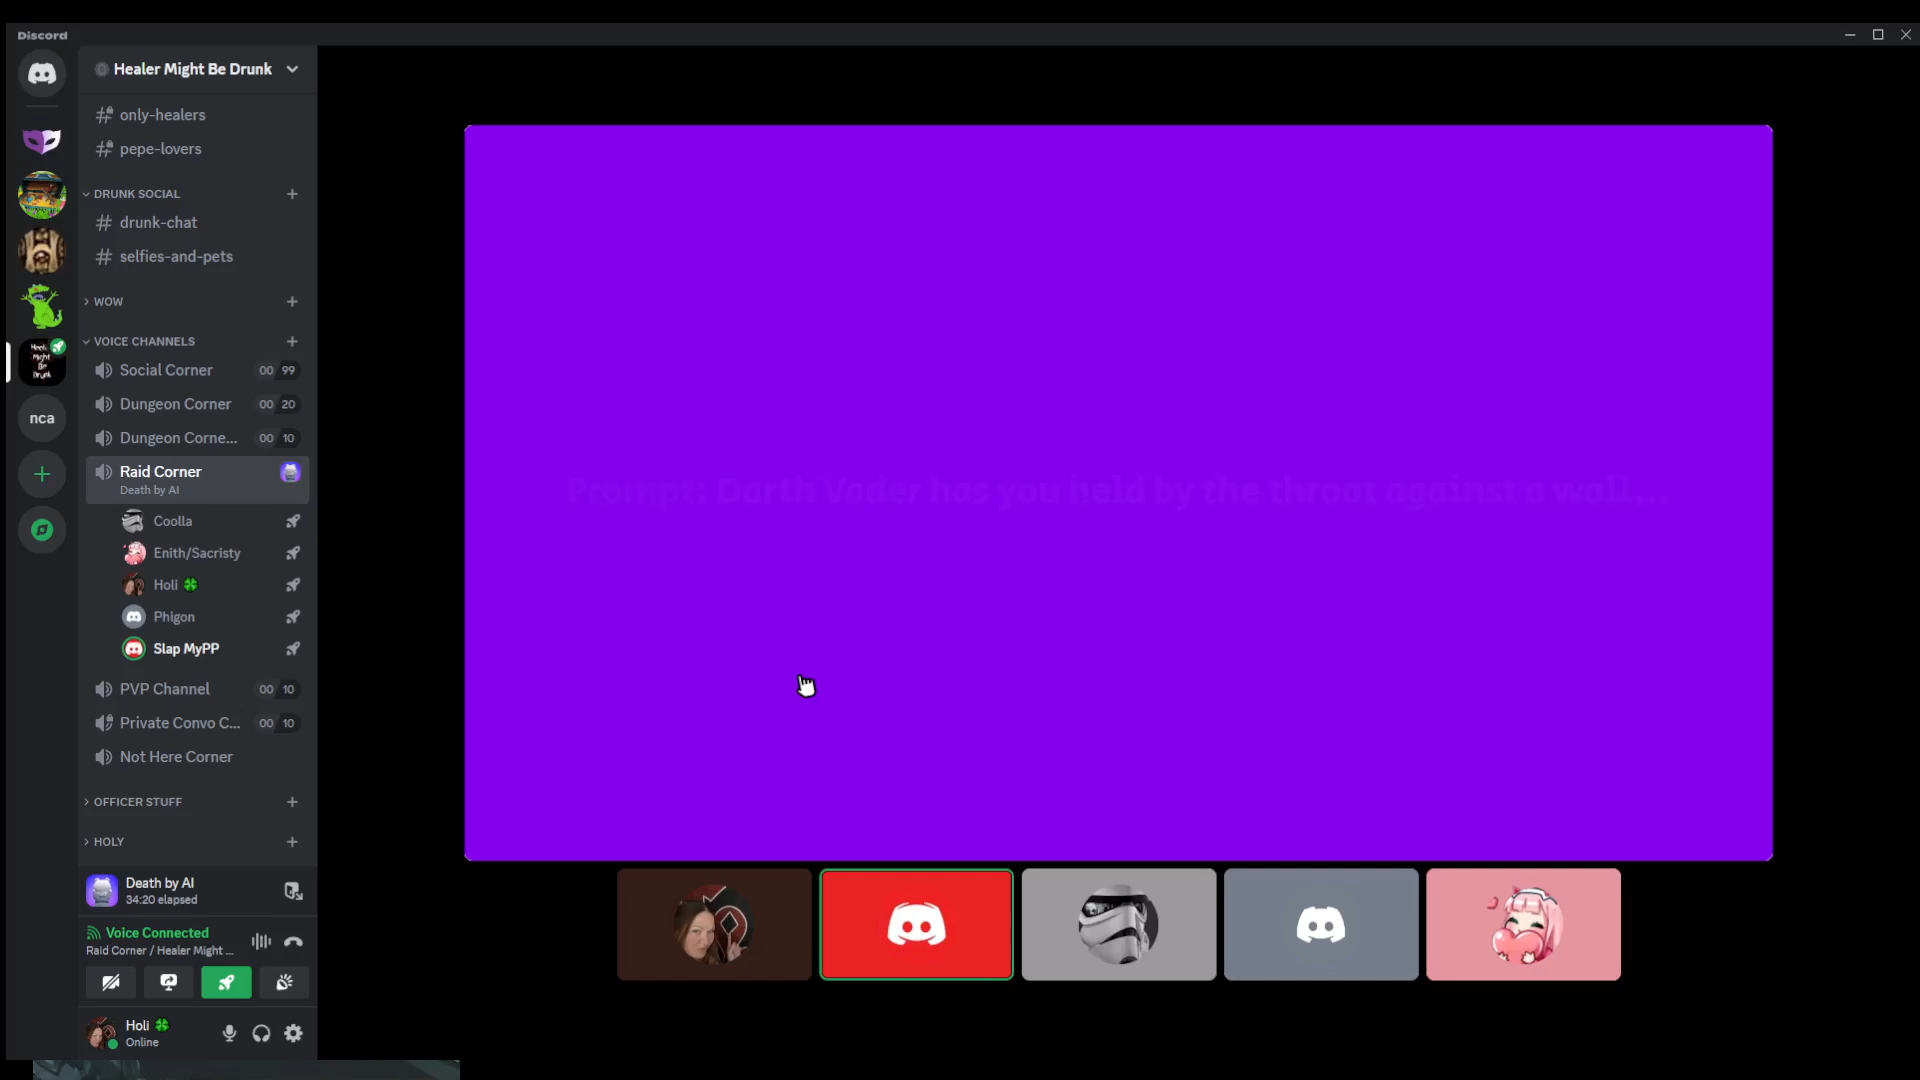 Discord
Healer Might Be Drunk
only-healers
pepe-lovers
DRUNK SOCIAL
drunk-chat
selfies-and-pets
WOW
VOICE CHANNELS
Social Corner 00 99
Dungeon Corner 00 20
Dungeon Corne... 00 10
Heali
Might
Be
Drunk
nca
Raid Corner
Death by AI
Prompt: Darth Vader has you held by the throat against a wall,...
Coolla
Enith/Sacristy
Holi
Phigon
Slap MyPP
PVP Channel 00 10
Private Convo C... 00 10
Not Here Corner
OFFICER STUFF
HOLY
Death by AI
34:20 elapsed
Voice Connected
Raid Corner / Healer Might ...
Holi
Online